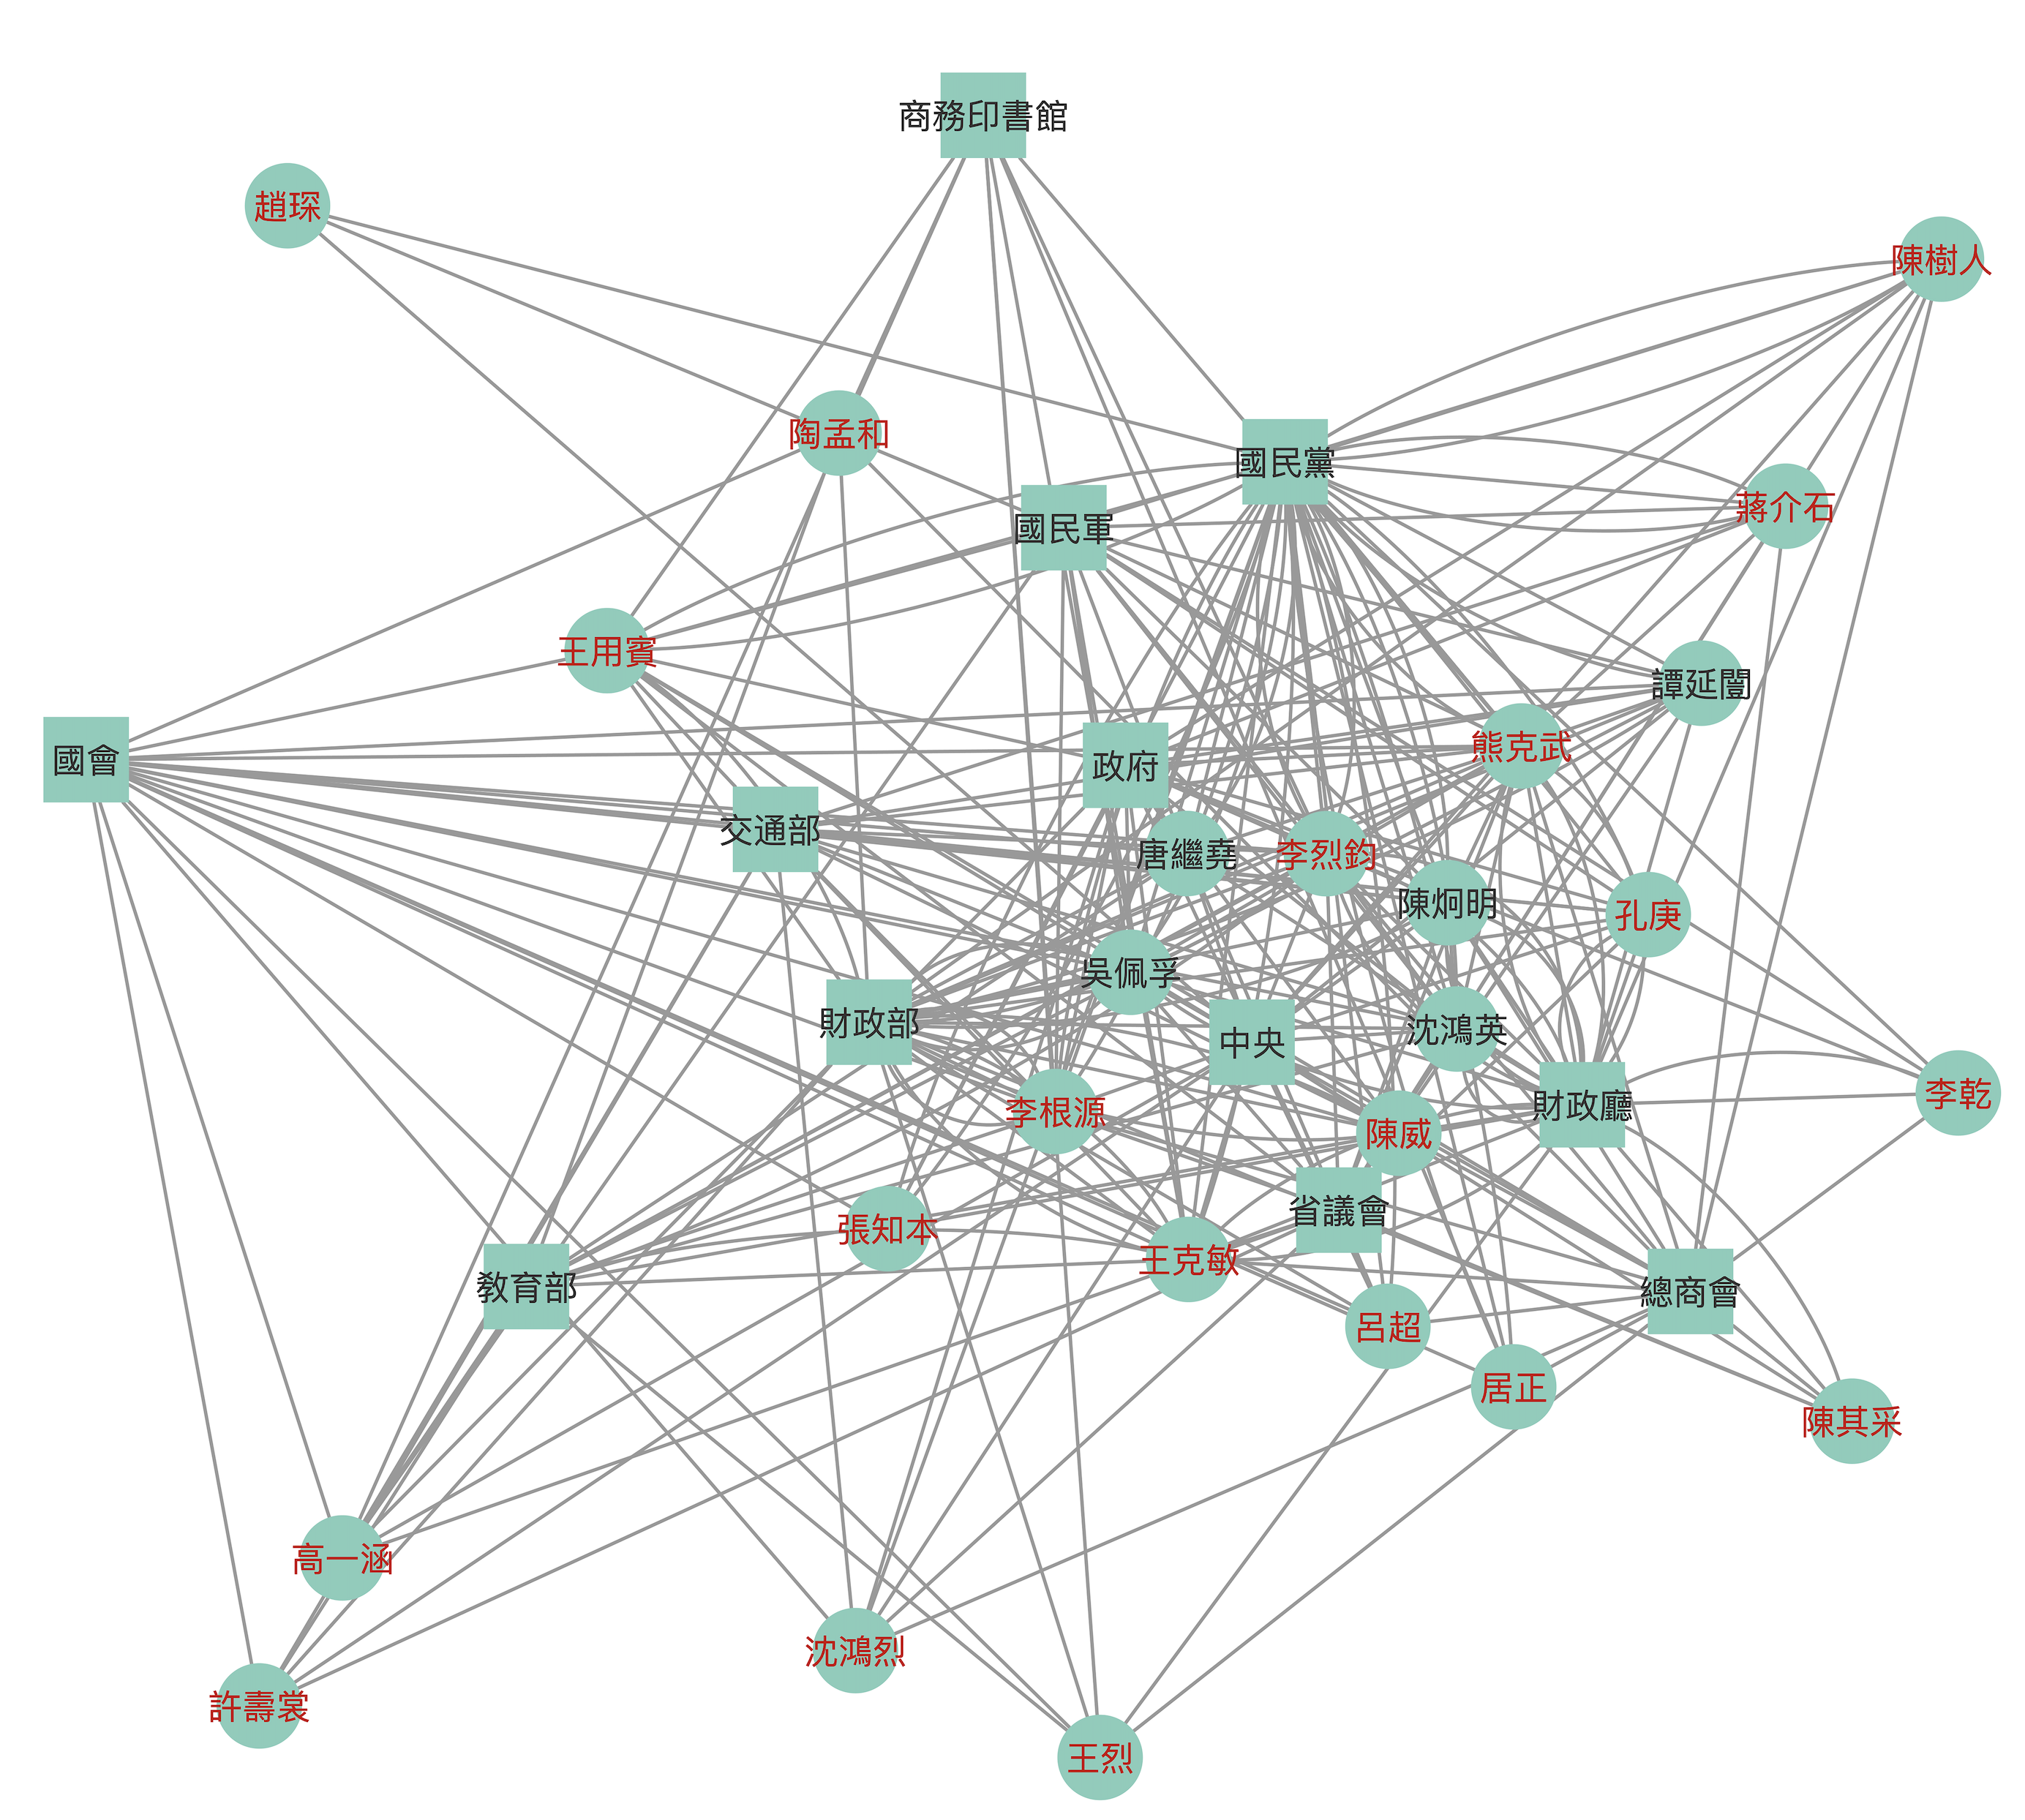 商務印書館
趙琛
陳樹人
陶孟和
國民黨
蔣介石
國民軍
王用賓
譚延闓
國會
政府
熊克武
交通部
唐繼堯
李烈鈞
陳炯明
孔庚
吳佩孚
財政部
中央
沈鴻英
李乾
財政廳
李根源
陳威
省議會
張知本
王克敏
教育部
總商會
呂超
居正
陳其采
高一涵
沈鴻烈
許壽裳
王烈